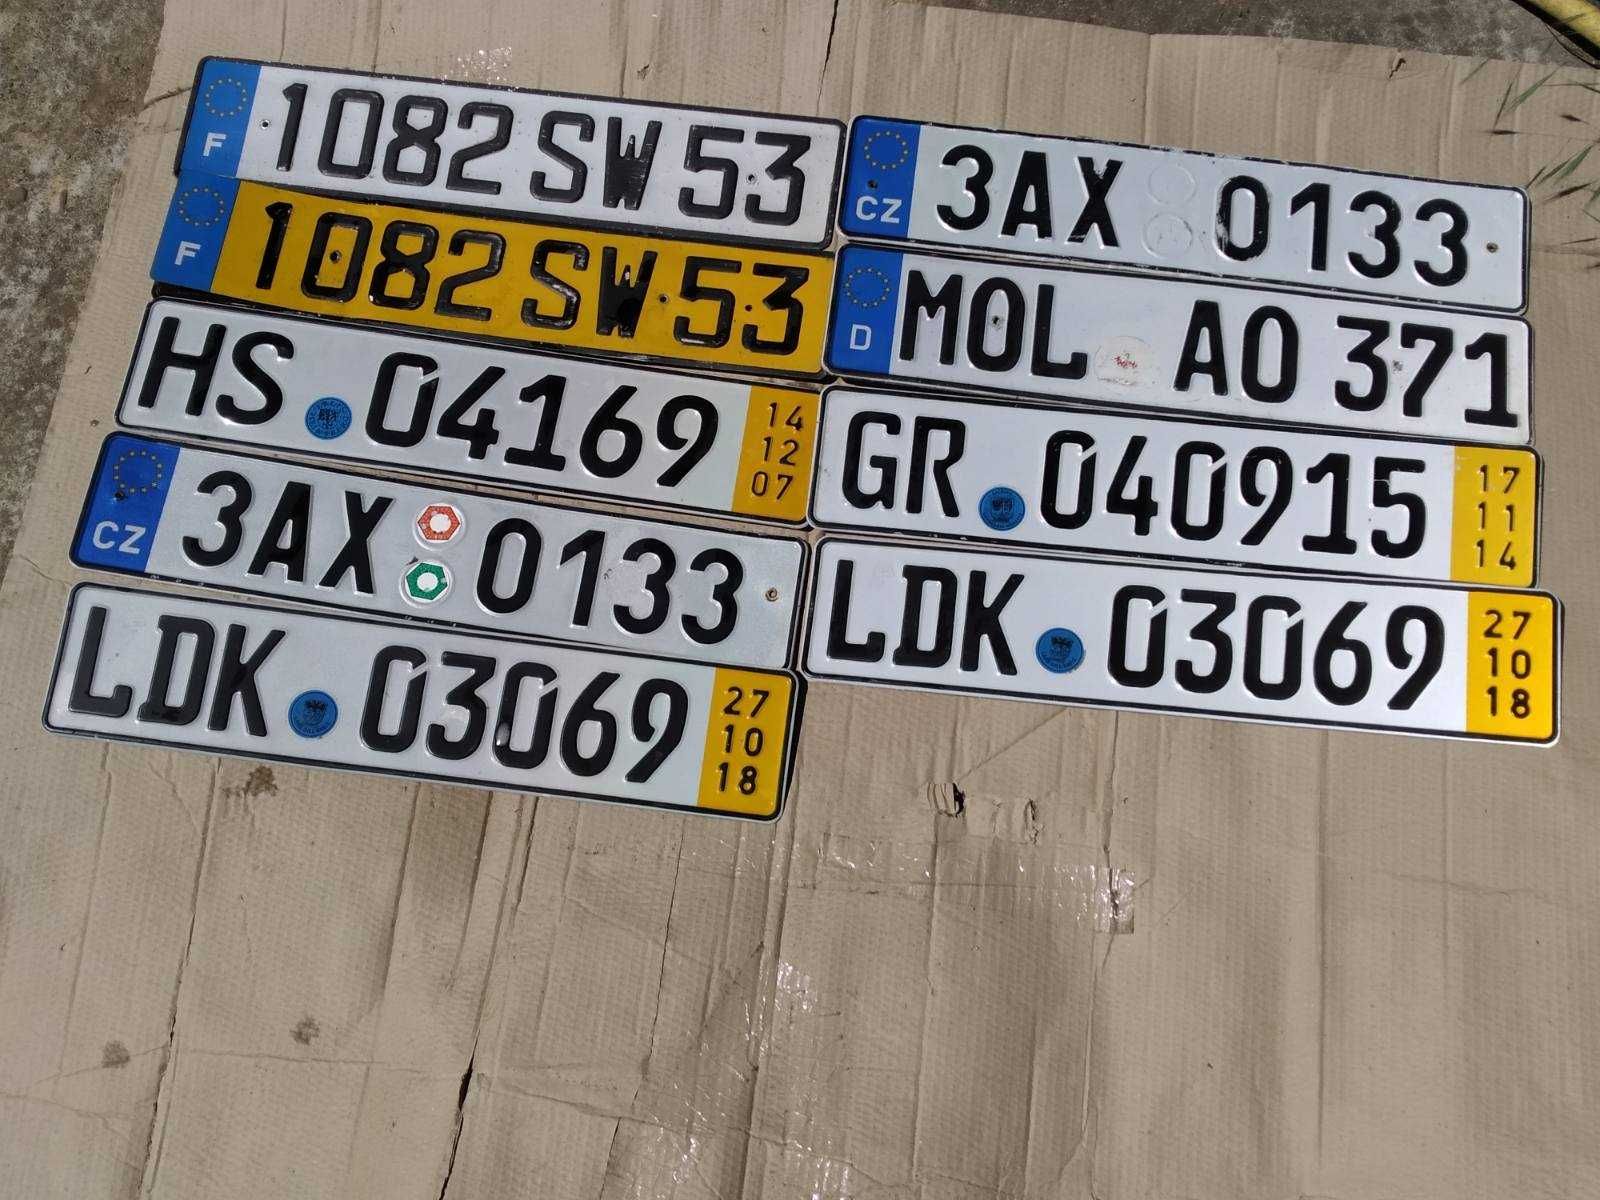 F 1082 SW 53
F 1082 SW 53
HS 04169 14 12 07
CZ 3AX 0133
LDK 03069 27 10 18
CZ 3AX 0133
D MOL AO 371
GR 040915 17 11 14
LDK 03069 27 10 18